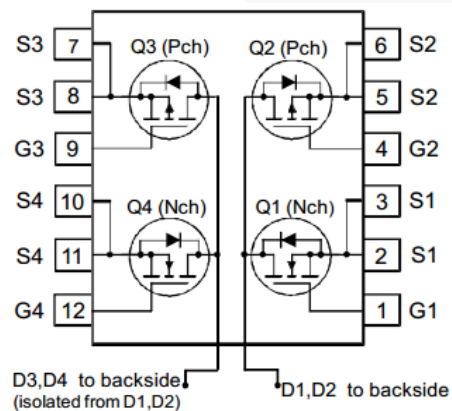 Q3 (Pch) Q2 (Pch)
S3 7 6 S2
S3 8 5 S2
G3 9 4 G2
S4 10 3 S1
Q4 (Nch) Q1 (Nch)
S4 11 2 S1
G4 12 1 G1
D3,D4 to backside D1,D2 to backside
(isolated from D1,D2)